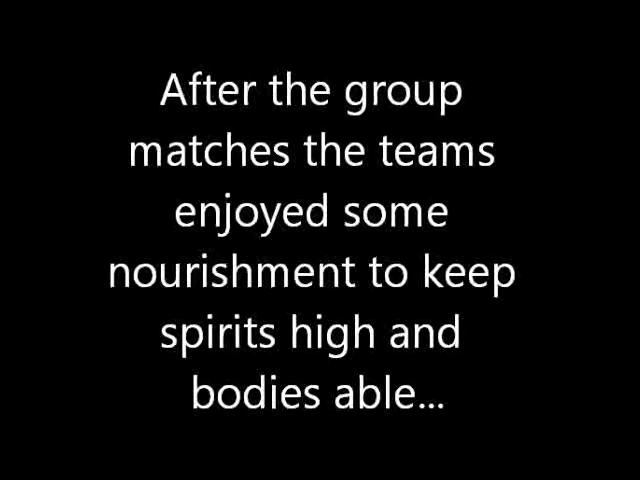 After the group
matches the teams
enjoyed some
nourishment to keep
spirits high and
bodies able...